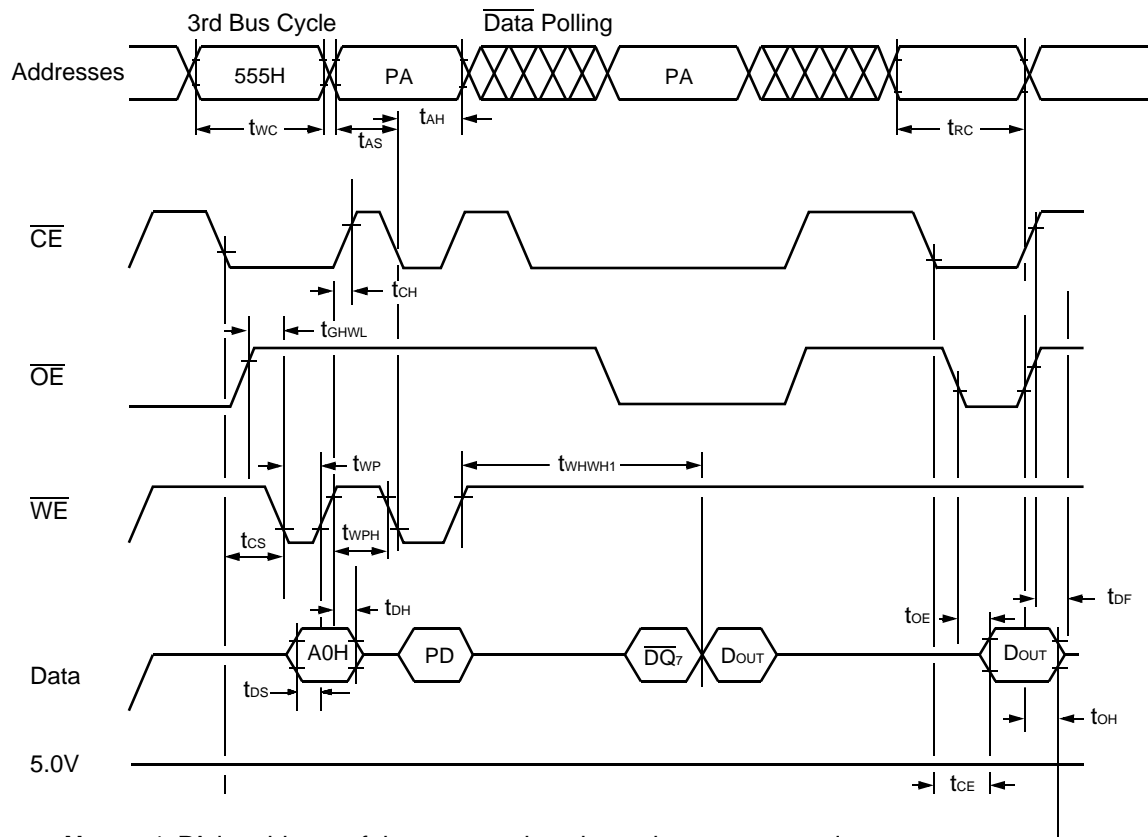 3rd Bus Cycle Data Polling
Addresses 555H PA PA
tWC tAS tAH tRC
CE
tCH
tGHWL
OE
tWP tWHWH1
WE
tCS tWPH
tDH tOE tDF
Data A0H PD DQ7 DOUT DOUT
tDS tOH
5.0V
tCE